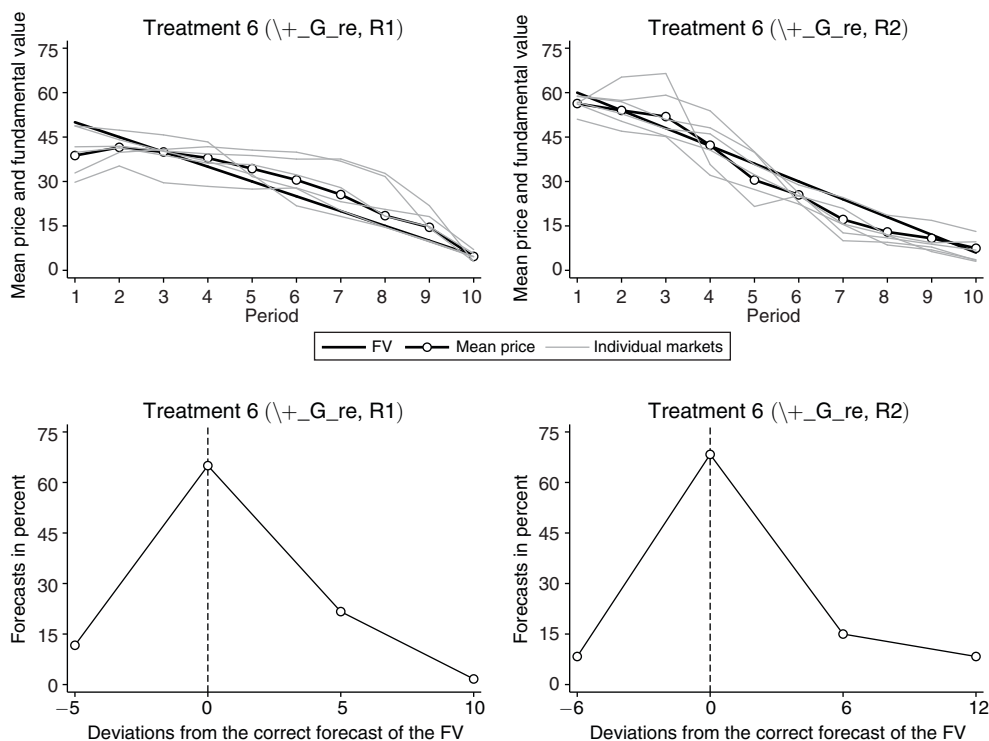 Treatment 6 (\+_G_re, R1)
Mean price and fundamental value
75
60
45
30
15
0
1 2 3 4 5 6 7 8 9 10
Period
Treatment 6 (\+_G_re, R2)
Mean price and fundamental value
75
60
45
30
15
0
1 2 3 4 5 6 7 8 9 10
Period
FV Mean price Individual markets
Treatment 6 (\+_G_re, R1)
Forecasts in percent
75
60
45
30
15
0
−5 0 5 10
Deviations from the correct forecast of the FV
Treatment 6 (\+_G_re, R2)
Forecasts in percent
75
60
45
30
15
0
−6 0 6 12
Deviations from the correct forecast of the FV